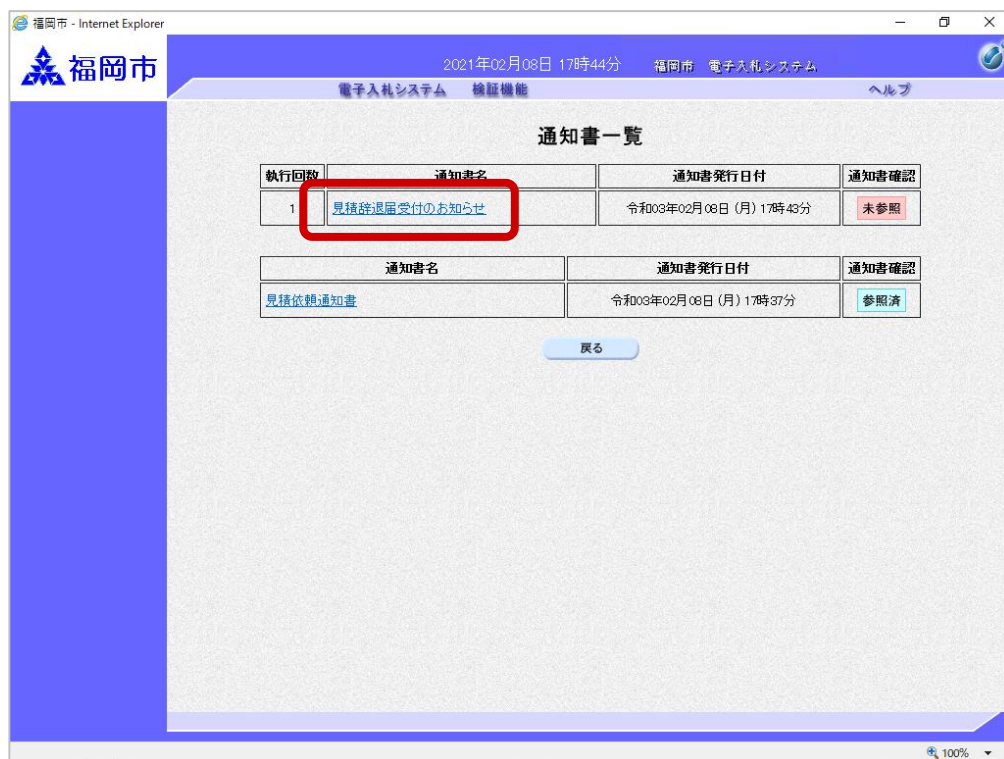 福岡市 - Internet Explorer
福岡市
2021年02月08日 17時44分 福岡市 電子入札システム
電子入札システム 検証機能 ヘルプ
通知書一覧
執行回数 通知書名 通知書発行日付 通知書確認
1 見積辞退届受付のお知らせ 令和03年02月08日 (月) 17時43分 未参照
通知書名 通知書発行日付 通知書確認
見積依頼通知書 令和03年02月08日 (月) 17時37分 参照済
戻る
100%